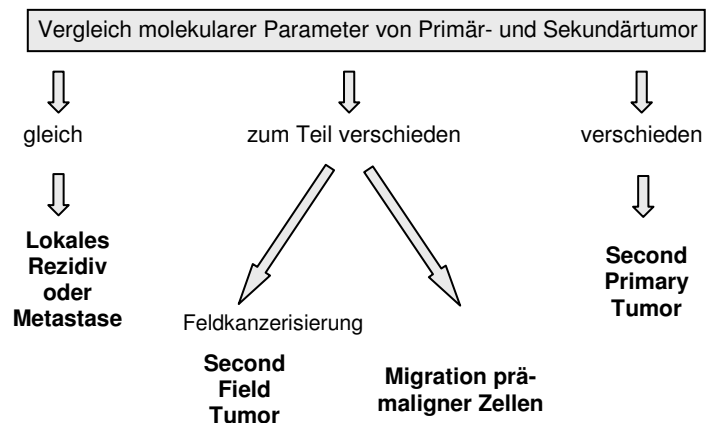 Vergleich molekularer Parameter von Primär- und Sekundärtumor
gleich
zum Teil verschieden
verschieden
Lokales
Rezidiv
oder
Metastase
Second
Primary
Tumor
Feldkanzerisierung
Second
Field
Tumor
Migration prä-
maligner Zellen